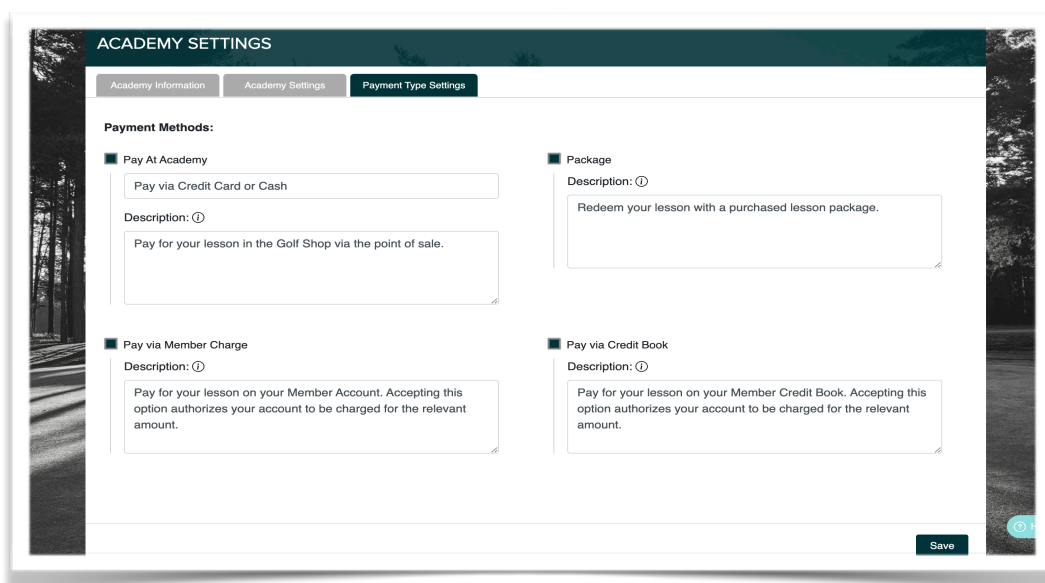 ACADEMY SETTINGS
Academy Information
Academy Settings
Payment Type Settings
Payment Methods:
Pay At Academy
Pay via Credit Card or Cash
Description:
Pay for your lesson in the Golf Shop via the point of sale.
Package
Description:
Redeem your lesson with a purchased lesson package.
Pay via Member Charge
Description:
Pay for your lesson on your Member Account. Accepting this
option authorizes your account to be charged for the relevant
amount.
Pay via Credit Book
Description:
Pay for your lesson on your Member Credit Book. Accepting this
option authorizes your account to be charged for the relevant
amount.
Save